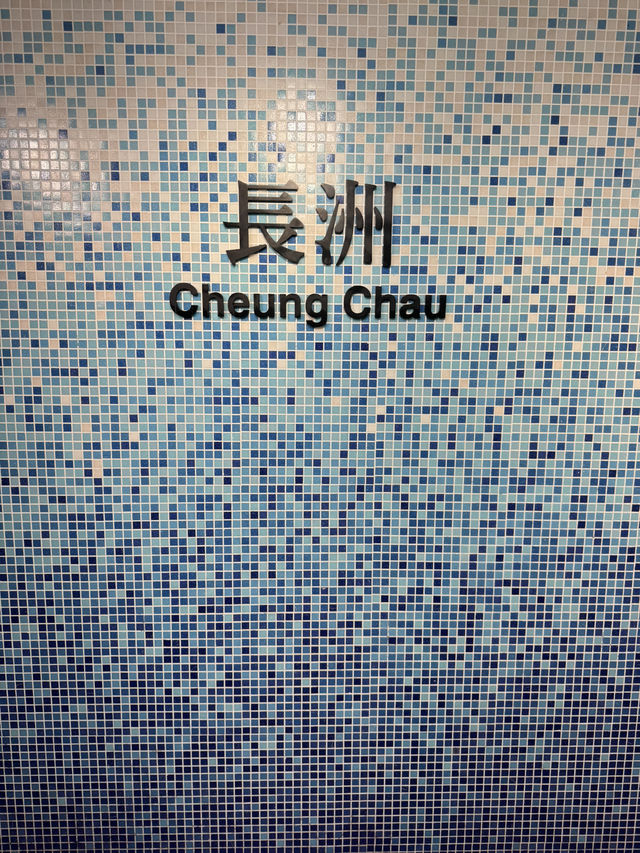 長洲
Cheung Chau